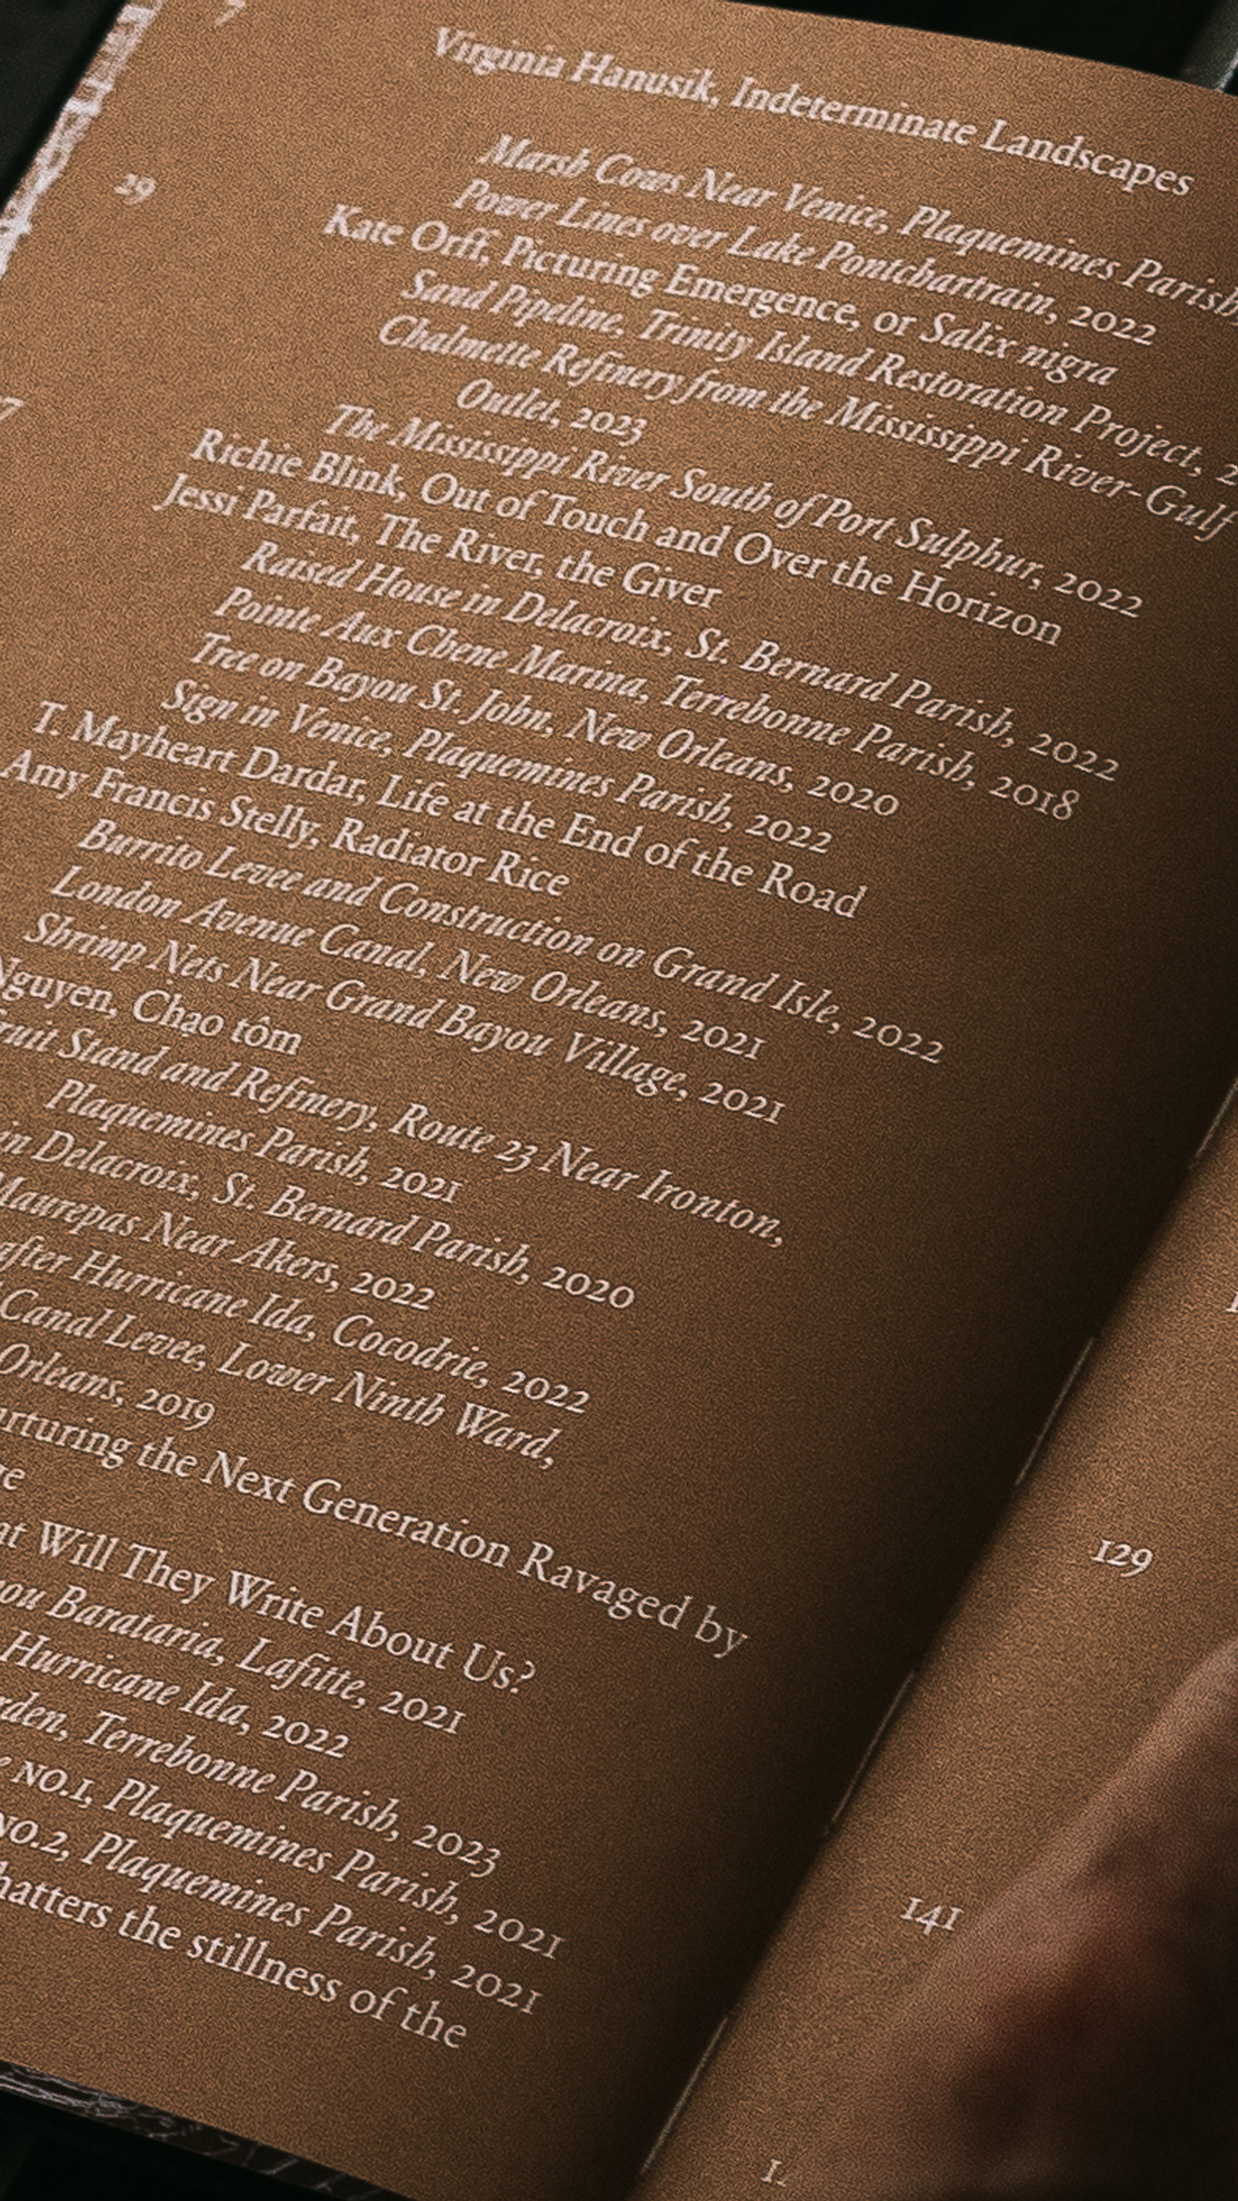 7
Virginia Hanusik, Indeterminate Landscapes
Marsh Cows Near Venice, Plaquemines Parish,
Power Lines over Lake Pontchartrain, 2022
29
Kate Orff, Picturing Emergence, or Salix nigra
Sand Pipeline, Trinity Island Restoration Project, 2
Chalmette Refinery from the Mississippi River-Gulf
Outlet, 2023
The Mississippi River South of Port Sulphur, 2022
7
Richie Blink, Out of Touch and Over the Horizon
Jessi Parfait, The River, the Giver
Raised House in Delacroix, St. Bernard Parish, 2022
Pointe Aux Chene Marina, Terrebonne Parish, 2018
Tree on Bayou St. John, New Orleans, 2020
Sign in Venice, Plaquemines Parish, 2022
T. Mayheart Dardar, Life at the End of the Road
Amy Francis Stelly, Radiator Rice
Burrito Levee and Construction on Grand Isle, 2022
London Avenue Canal, New Orleans, 2021
Shrimp Nets Near Grand Bayou Village, 2021
Nguyen, Chạo tôm
ruit Stand and Refinery, Route 23 Near Ironton,
Plaquemines Parish, 2021
in Delacroix, St. Bernard Parish, 2020
Maurepas Near Akers, 2022
after Hurricane Ida, Cocodrie, 2022
Canal Levee, Lower Ninth Ward,
Orleans, 2019
urturing the Next Generation Ravaged by
e
at Will They Write About Us?
ou Barataria, Lafitte, 2021
Hurricane Ida, 2022
rden, Terrebonne Parish, 2023
e NO.1, Plaquemines Parish, 2021
NO.2, Plaquemines Parish, 2021
hatters the stillness of the
129
141